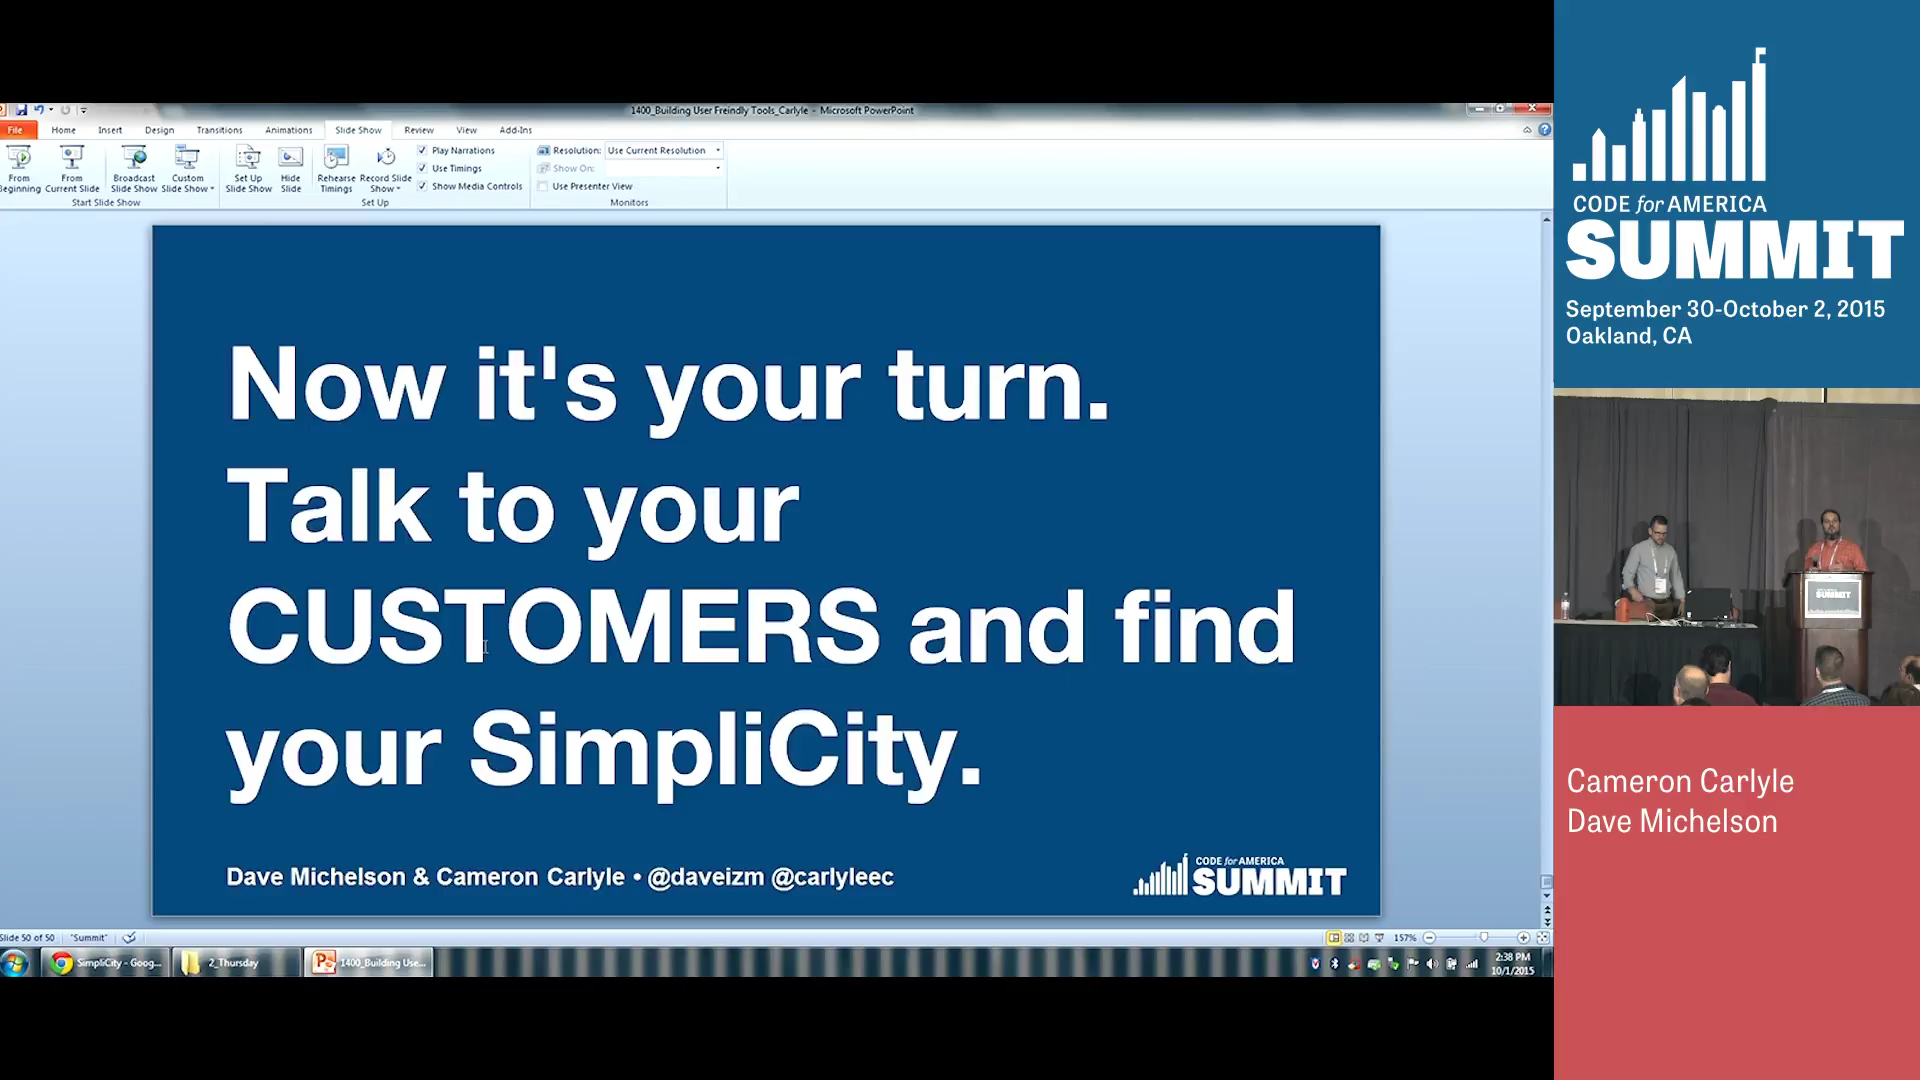 1400_Building User Freindly Tools_Carlyle - Microsoft PowerPoint
File Home Insert Design Transitions Animations Slide Show Review View Add-Ins
From Beginning
From Current Slide
Broadcast Slide Show
Custom Slide Show
Set Up Slide Show
Hide Slide
Rehearse Timings
Record Slide Show
Play Narrations
Use Timings
Show Media Controls
Resolution: Use Current Resolution
Show On:
Use Presenter View
Start Slide Show
Set Up
Monitors
Now it's your turn.
Talk to your
CUSTOMERS and find
your SimpliCity.
Dave Michelson & Cameron Carlyle • @daveizm @carlyleec
CODE for AMERICA
SUMMIT
Slide 50 of 50 "Summit"
157%
SimpliCity - Goog...
2_Thursday
1400_Building Use...
2:38 PM
10/1/2015
CODE for AMERICA
SUMMIT
September 30-October 2, 2015
Oakland, CA
SUMMIT
Cameron Carlyle
Dave Michelson